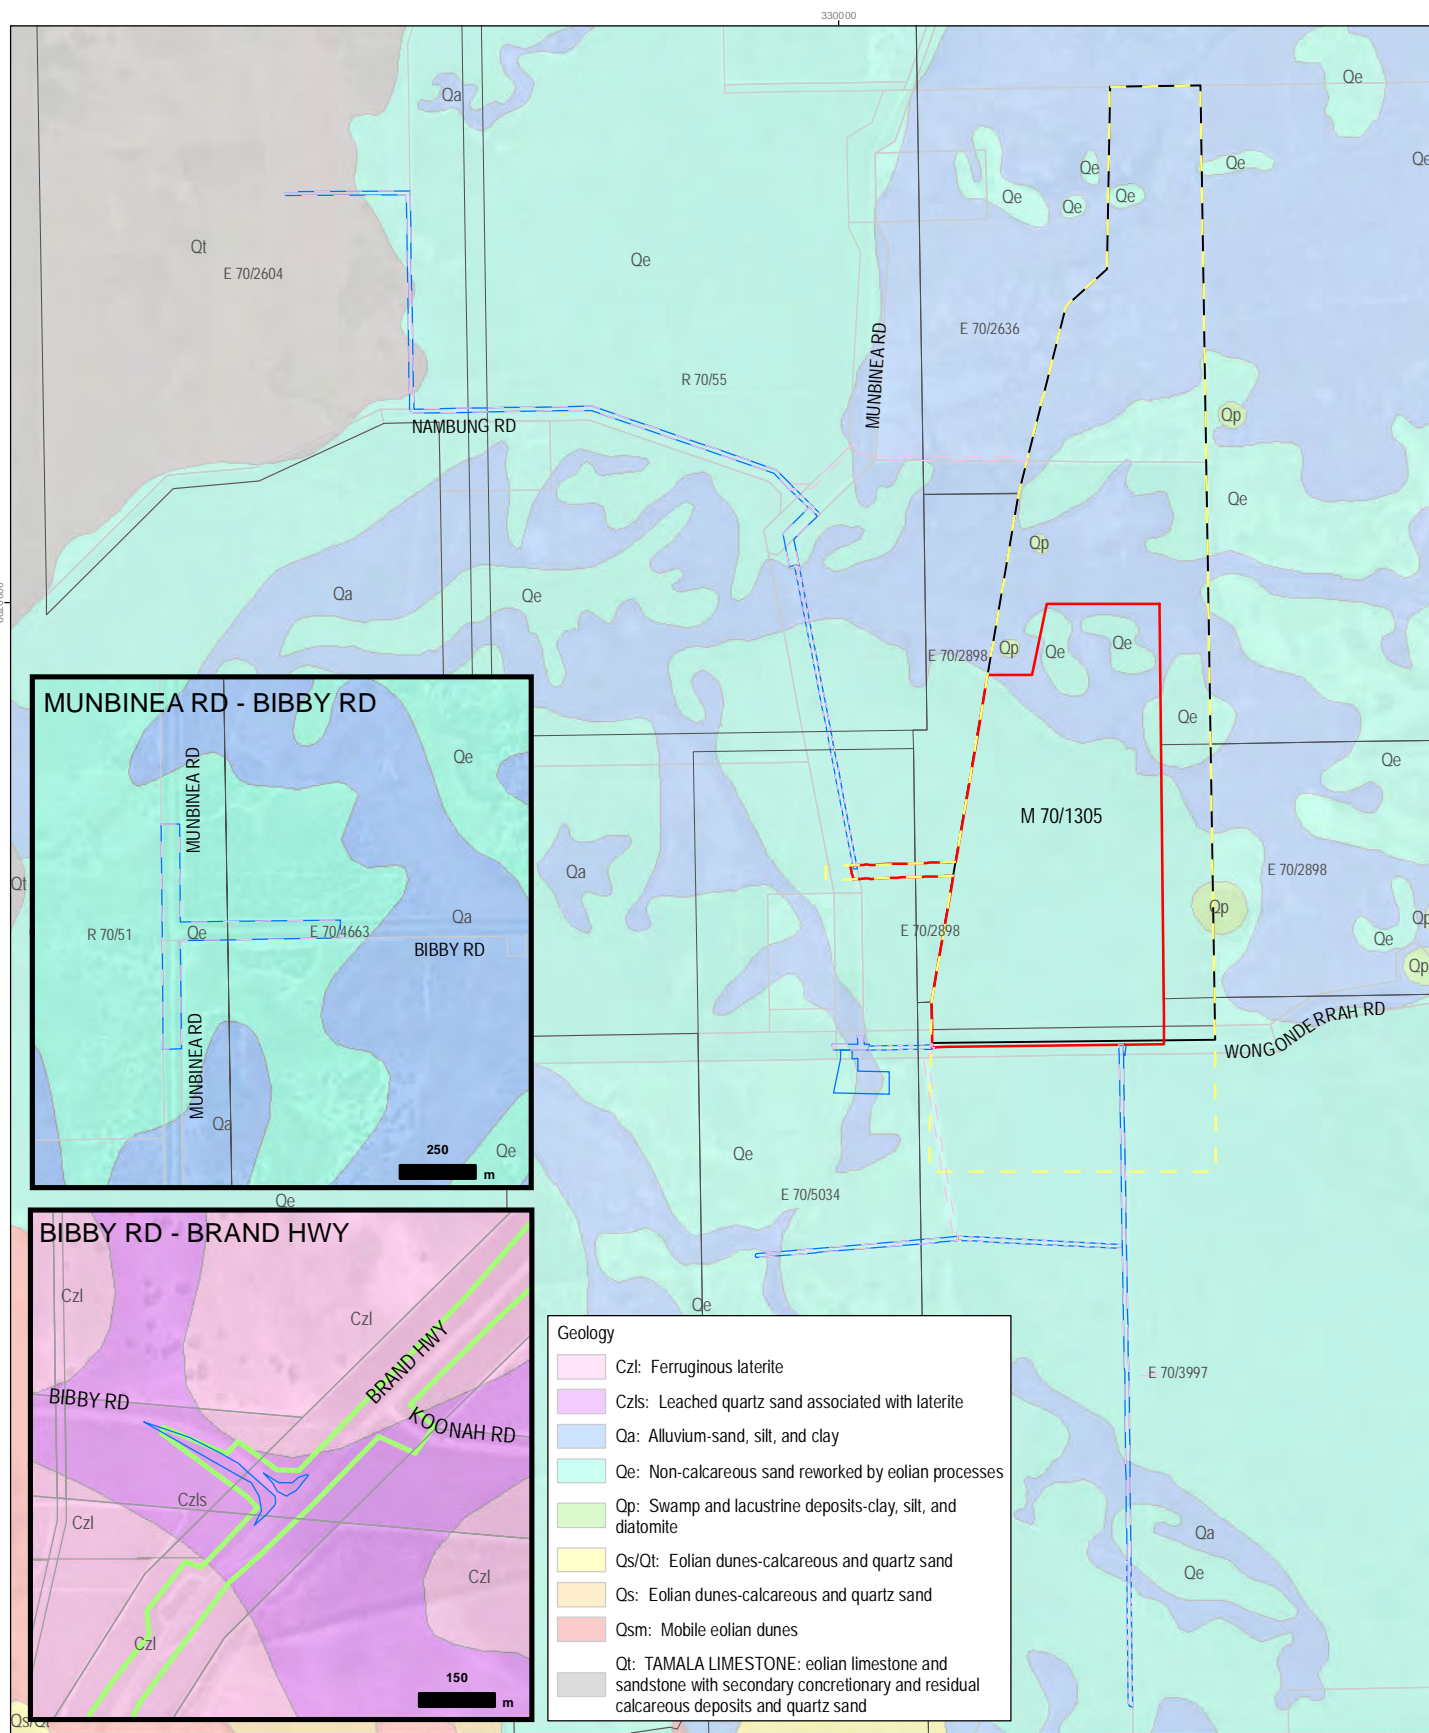 330000
Qa
Qe
Qe
Qe
Qe
Qe
Qe
Qe
Qt
E 70/2604
Qe
MUNBINEA RD
E 70/2636
R 70/55
NAMBUNG RD
Qp
Qe
Qp
Qa
Qe
E 70/2898
Qp
Qe
Qe
Qe
Qe
M 70/1305
Qt
Qa
E 70/2898
Qp
Qp
E 70/2898
Qe
Qp
WONGONDERRAH RD
Qe
E 70/5034
Qe
Qe
E 70/3997
Qa
Qe
Qs/Qt
MUNBINEA RD - BIBBY RD
MUNBINEA RD
Qe
R 70/51
Qe
E 70/4663
Qa
BIBBY RD
MUNBINEA RD
Qa
Qe
250
m
BIBBY RD - BRAND HWY
Czl
Czl
BRAND HWY
BIBBY RD
KOONAH RD
Czls
Czl
Czl
Czl
150
m
Geology
Czl: Ferruginous laterite
Czls: Leached quartz sand associated with laterite
Qa: Alluvium-sand, silt, and clay
Qe: Non-calcareous sand reworked by eolian processes
Qp: Swamp and lacustrine deposits-clay, silt, and
diatomite
Qs/Qt: Eolian dunes-calcareous and quartz sand
Qs: Eolian dunes-calcareous and quartz sand
Qsm: Mobile eolian dunes
Qt: TAMALA LIMESTONE: eolian limestone and
sandstone with secondary concretionary and residual
calcareous deposits and quartz sand